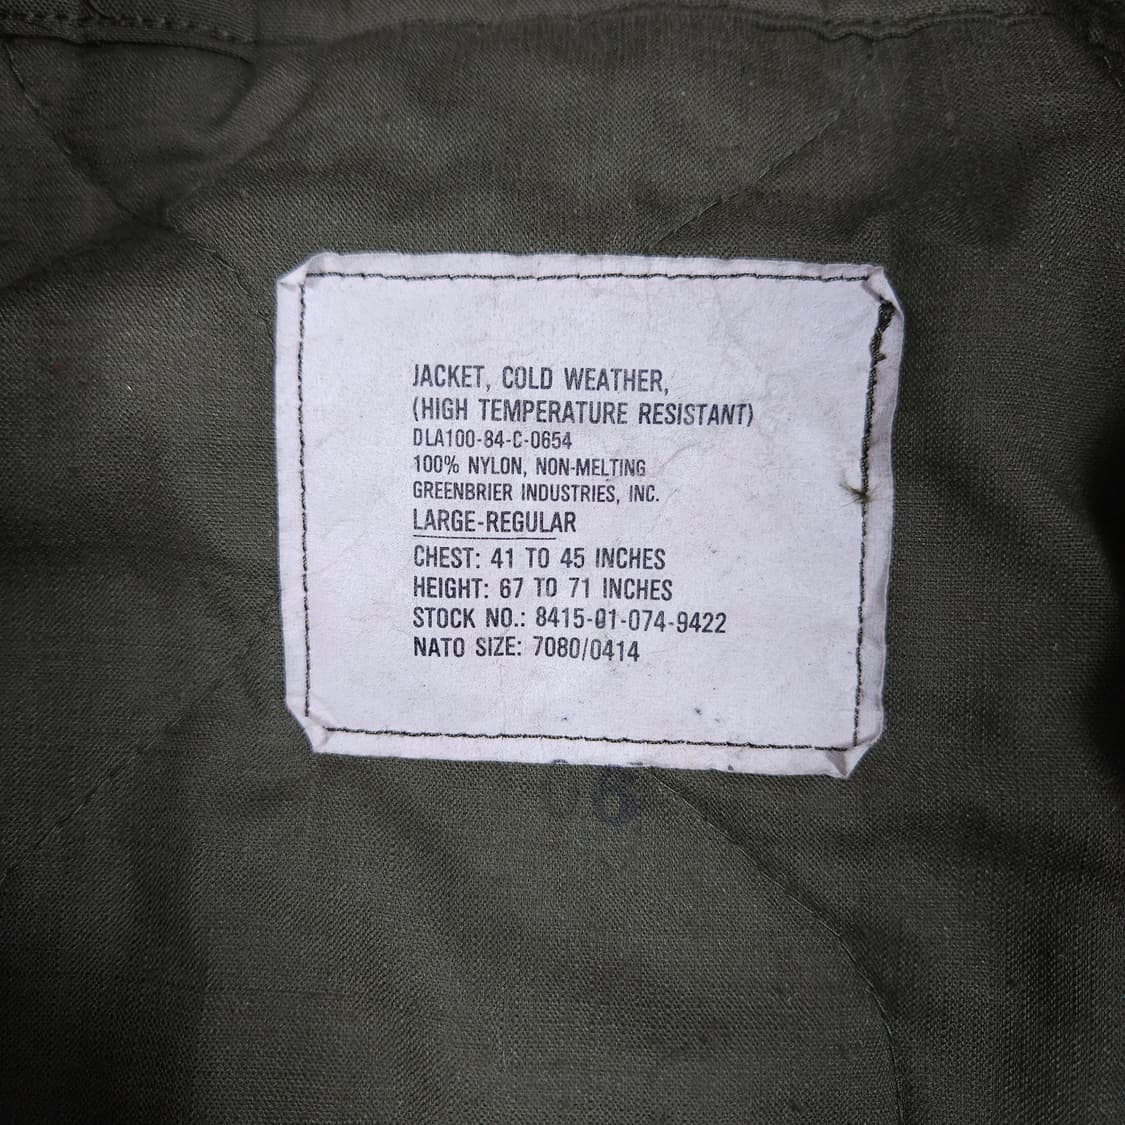 JACKET, COLD WEATHER,
(HIGH TEMPERATURE RESISTANT)
DLA100-84-C-0654
100% NYLON, NON-MELTING
GREENBRIER INDUSTRIES, INC.
LARGE-REGULAR
CHEST: 41 TO 45 INCHES
HEIGHT: 67 TO 71 INCHES
STOCK NO.: 8415-01-074-9422
NATO SIZE: 7080/0414